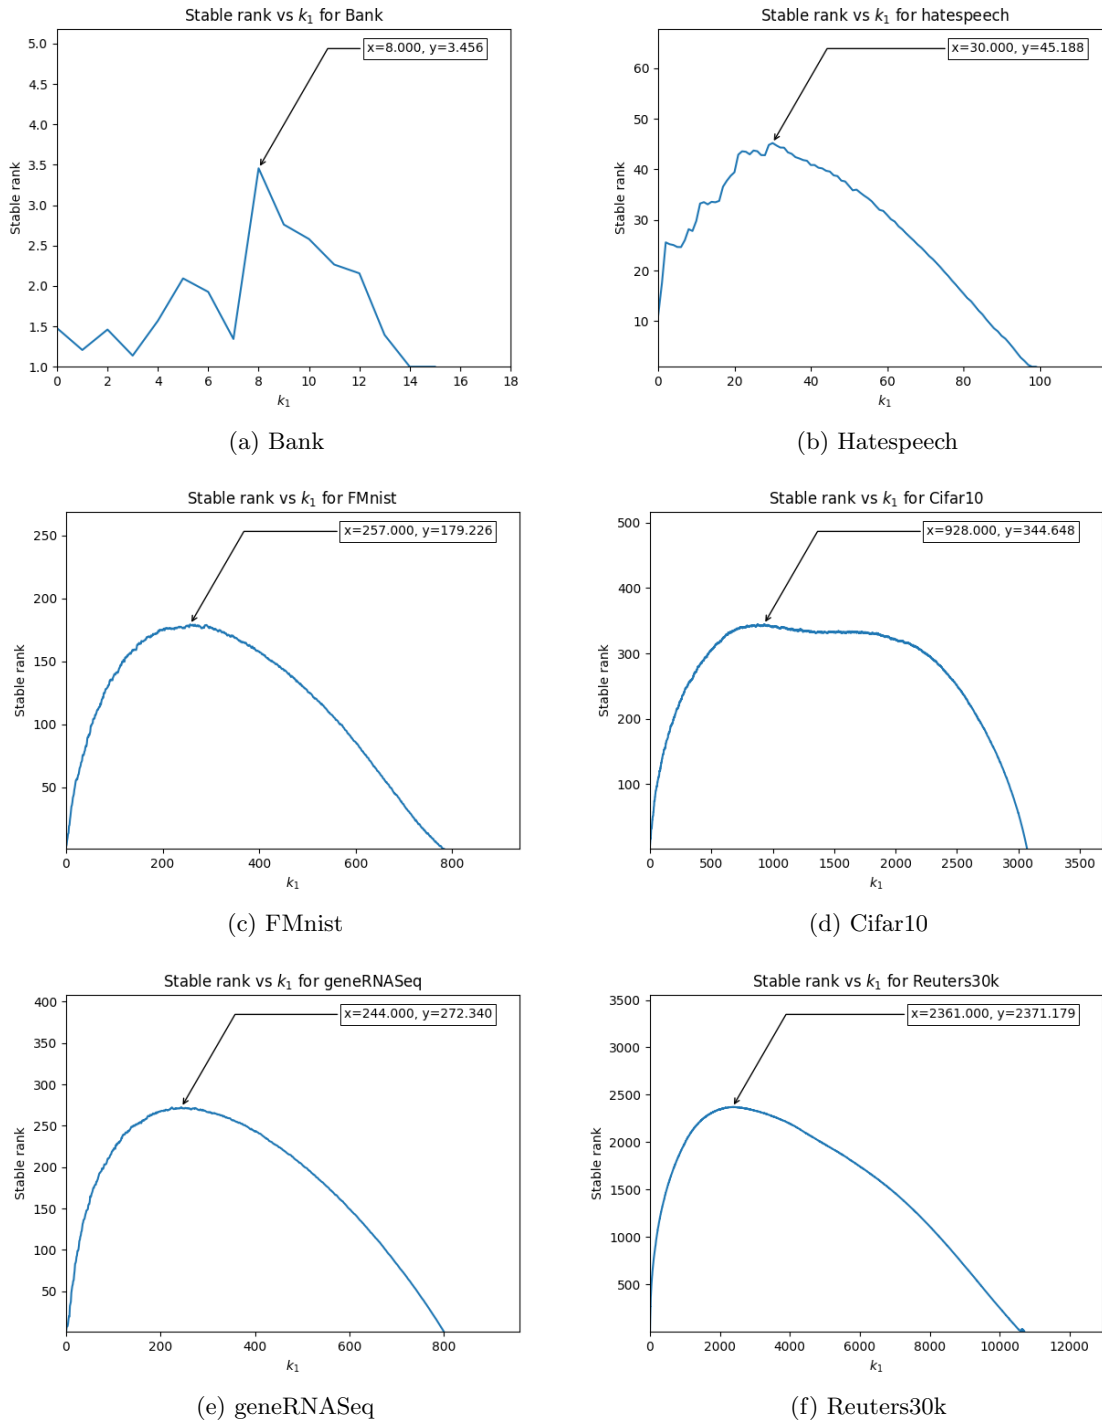 Stable rank vs k₁ for Bank
x=8.000, y=3.456
5.0
4.5
4.0
3.5
3.0
2.5
2.0
1.5
1.0
Stable rank
0 2 4 6 8 10 12 14 16 18
k₁
(a) Bank
Stable rank vs k₁ for hatespeech
x=30.000, y=45.188
60
50
40
30
20
10
Stable rank
0 20 40 60 80 100
k₁
(b) Hatespeech
Stable rank vs k₁ for FMnist
x=257.000, y=179.226
250
200
150
100
50
Stable rank
0 200 400 600 800
k₁
(c) FMnist
Stable rank vs k₁ for Cifar10
x=928.000, y=344.648
500
400
300
200
100
Stable rank
0 500 1000 1500 2000 2500 3000 3500
k₁
(d) Cifar10
Stable rank vs k₁ for geneRNASeq
x=244.000, y=272.340
400
350
300
250
200
150
100
50
Stable rank
0 200 400 600 800
k₁
(e) geneRNASeq
Stable rank vs k₁ for Reuters30k
x=2361.000, y=2371.179
3500
3000
2500
2000
1500
1000
500
Stable rank
0 2000 4000 6000 8000 10000 12000
k₁
(f) Reuters30k